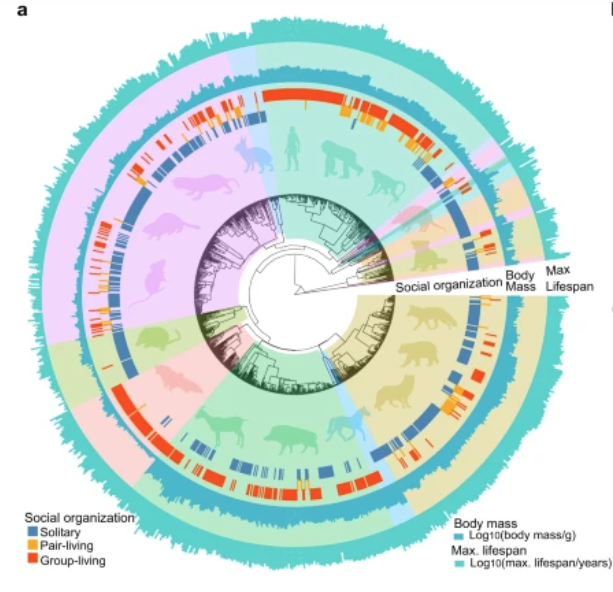 a
Social organization
Body
Mass
Max
Lifespan
Social organization
Solitary
Pair-living
Group-living
Body mass
Log10(body mass/g)
Max. lifespan
Log10(max. lifespan/years)